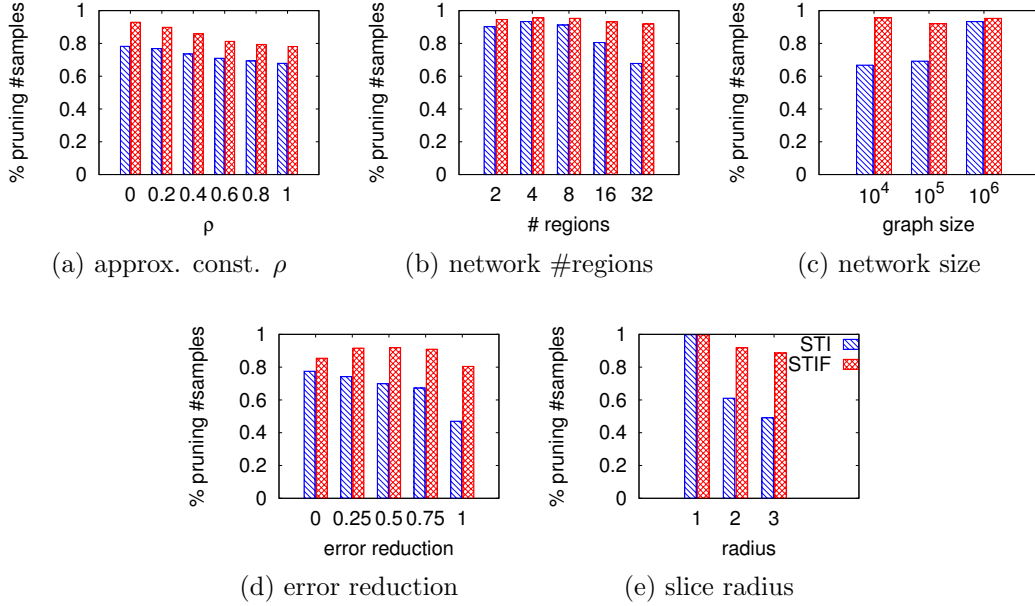 % pruning #samples
1
0.8
0.6
0.4
0.2
0
0 0.2 0.4 0.6 0.8 1
ρ
(a) approx. const. ρ
% pruning #samples
1
0.8
0.6
0.4
0.2
0
2 4 8 16 32
# regions
(b) network #regions
% pruning #samples
1
0.8
0.6
0.4
0.2
0
10^4 10^5 10^6
graph size
(c) network size
% pruning #samples
1
0.8
0.6
0.4
0.2
0
0 0.25 0.5 0.75 1
error reduction
(d) error reduction
% pruning #samples
1
0.8
0.6
0.4
0.2
0
STI
STIF
1 2 3
radius
(e) slice radius